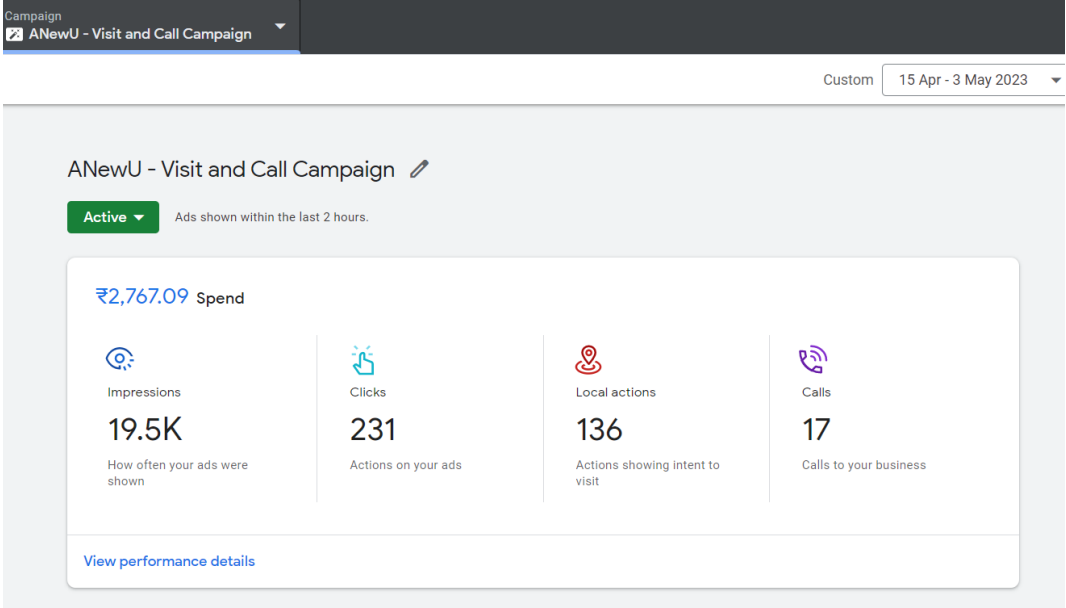 Campaign
ANewU - Visit and Call Campaign
Custom 15 Apr - 3 May 2023
ANewU - Visit and Call Campaign
Active Ads shown within the last 2 hours.
₹2,767.09 Spend
Impressions
19.5K
How often your ads were
shown
Clicks
231
Actions on your ads
Local actions
136
Actions showing intent to
visit
Calls
17
Calls to your business
View performance details